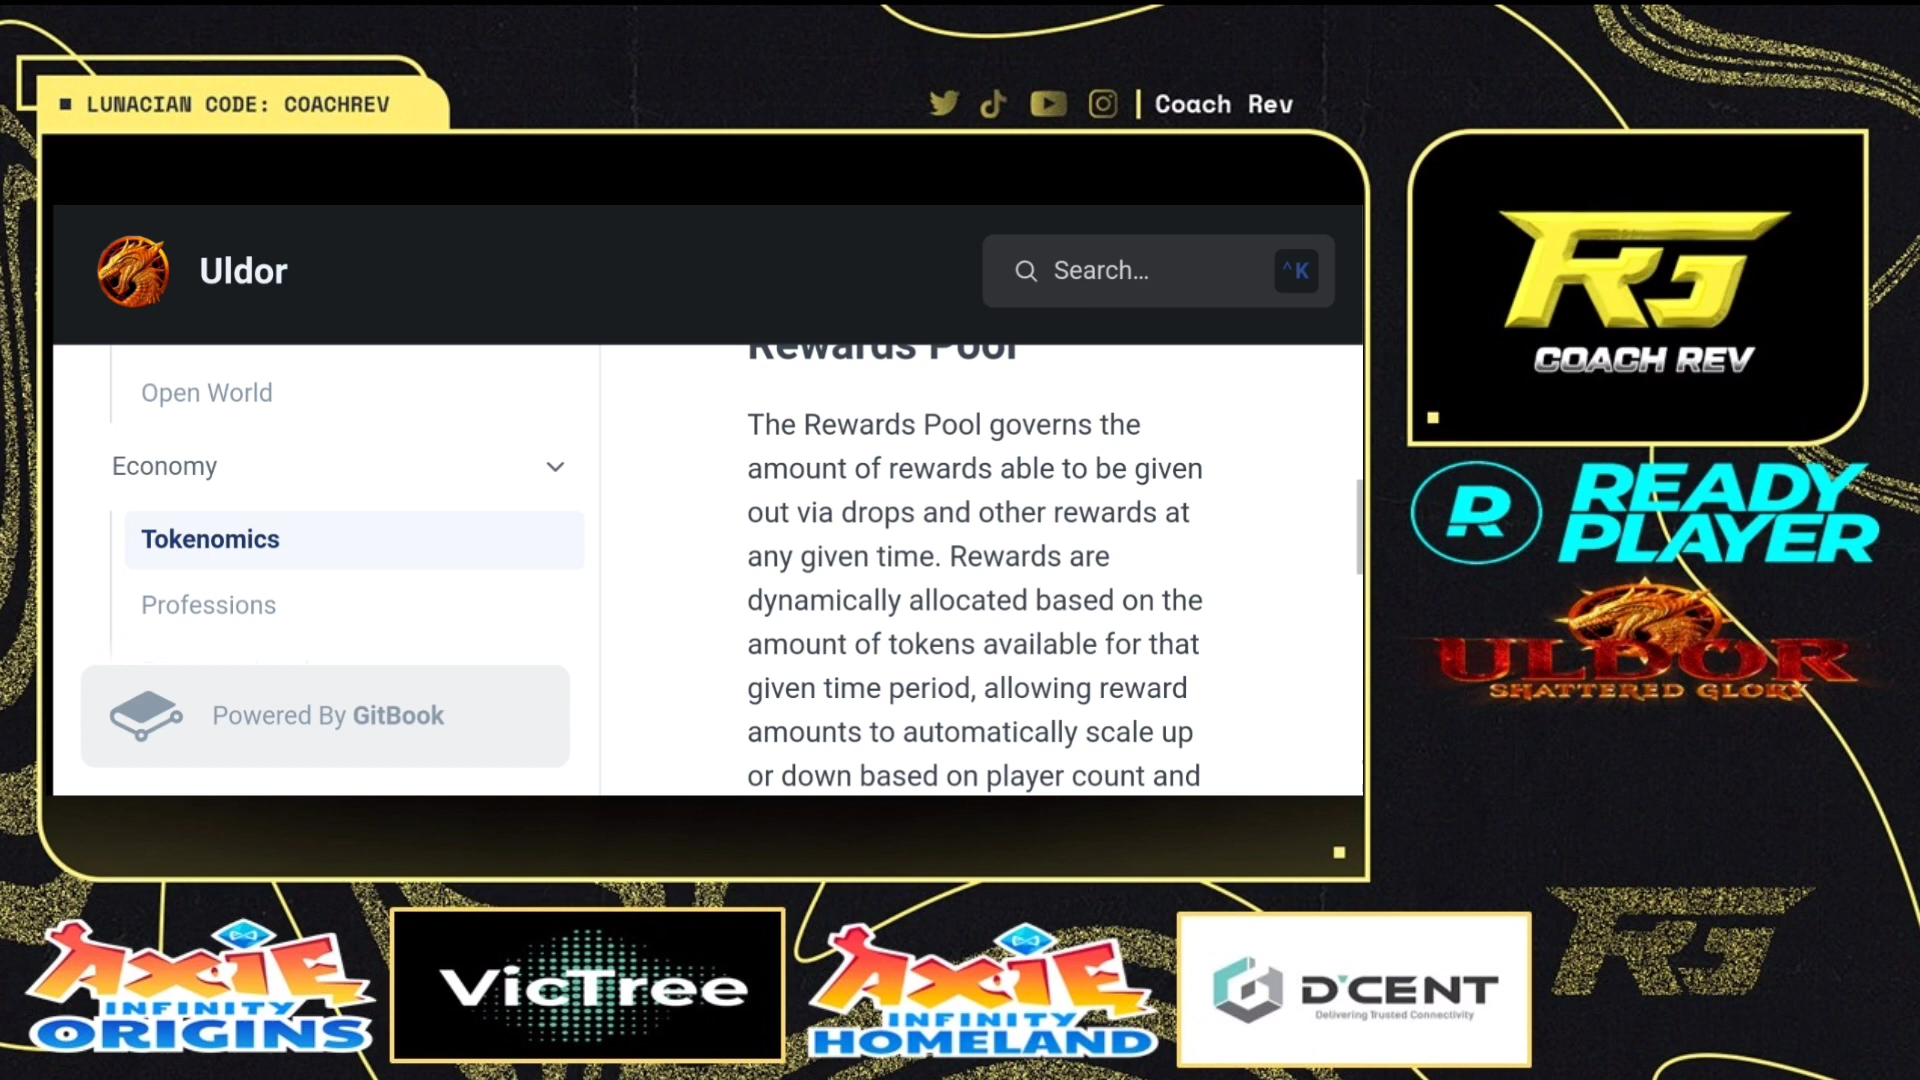 LUNACIAN CODE: COACHREV
Coach Rev
Uldor
Search...
^K
Open World
Economy
Tokenomics
Professions
Powered By GitBook
Rewards Pool
The Rewards Pool governs the
amount of rewards able to be given
out via drops and other rewards at
any given time. Rewards are
dynamically allocated based on the
amount of tokens available for that
given time period, allowing reward
amounts to automatically scale up
or down based on player count and
COACH REV
READY
PLAYER
ULDOR
SHATTERED GLORY
AXIE
INFINITY
ORIGINS
VicTree
AXIE
INFINITY
HOMELAND
D'CENT
Delivering Trusted Connectivity